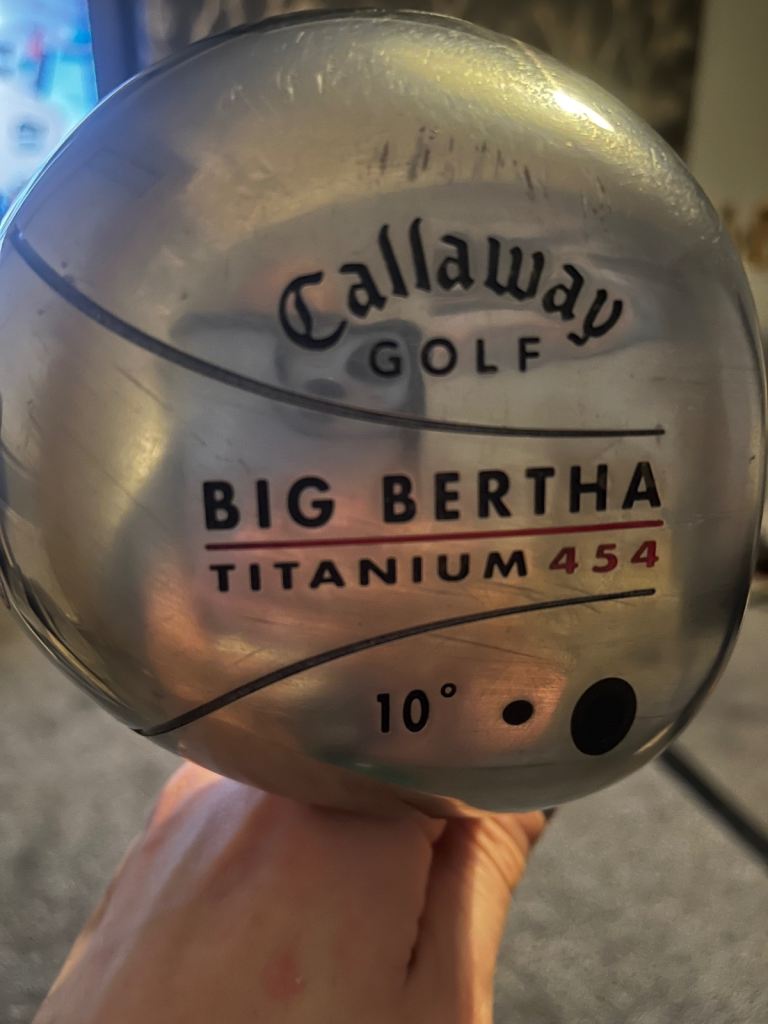 Callaway
GOLF
BIG BERTHA
TITANIUM 454
10°